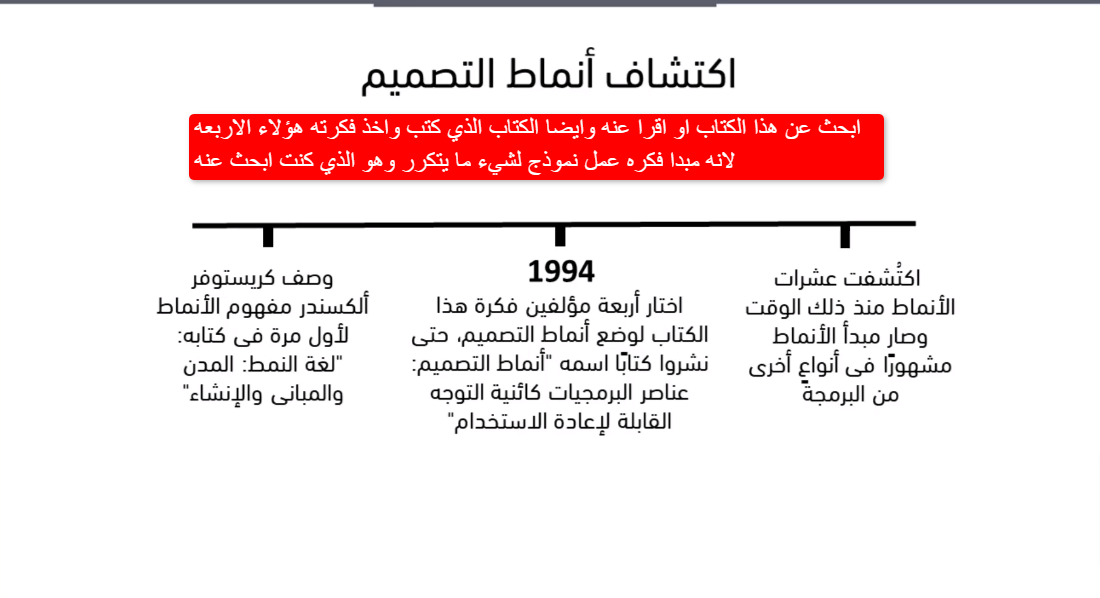 اكتشاف أنماط التصميم
ابحث عن هذا الكتاب او اقرا عنه وايضا الكتاب الذي كتب واخذ فكرته هؤلاء الاربعه
لانه مبدا فكره عمل نموذج لشيء ما يتكرر وهو الذي كنت ابحث عنه
وصف كريستوفر
ألكسندر مفهوم الأنماط
لأول مرة فى كتابه:
"لغة النمط: المدن
والمبانى والإنشاء"
1994
اختار أربعة مؤلفين فكرة هذا
الكتاب لوضع أنماط التصميم، حتى
نشروا كتابًا اسمه "أنماط التصميم:
عناصر البرمجيات كائنية التوجه
القابلة لإعادة الاستخدام"
اكتُشفت عشرات
الأنماط منذ ذلك الوقت
وصار مبدأ الأنماط
مشهورًا فى أنواع أخرى
من البرمجة